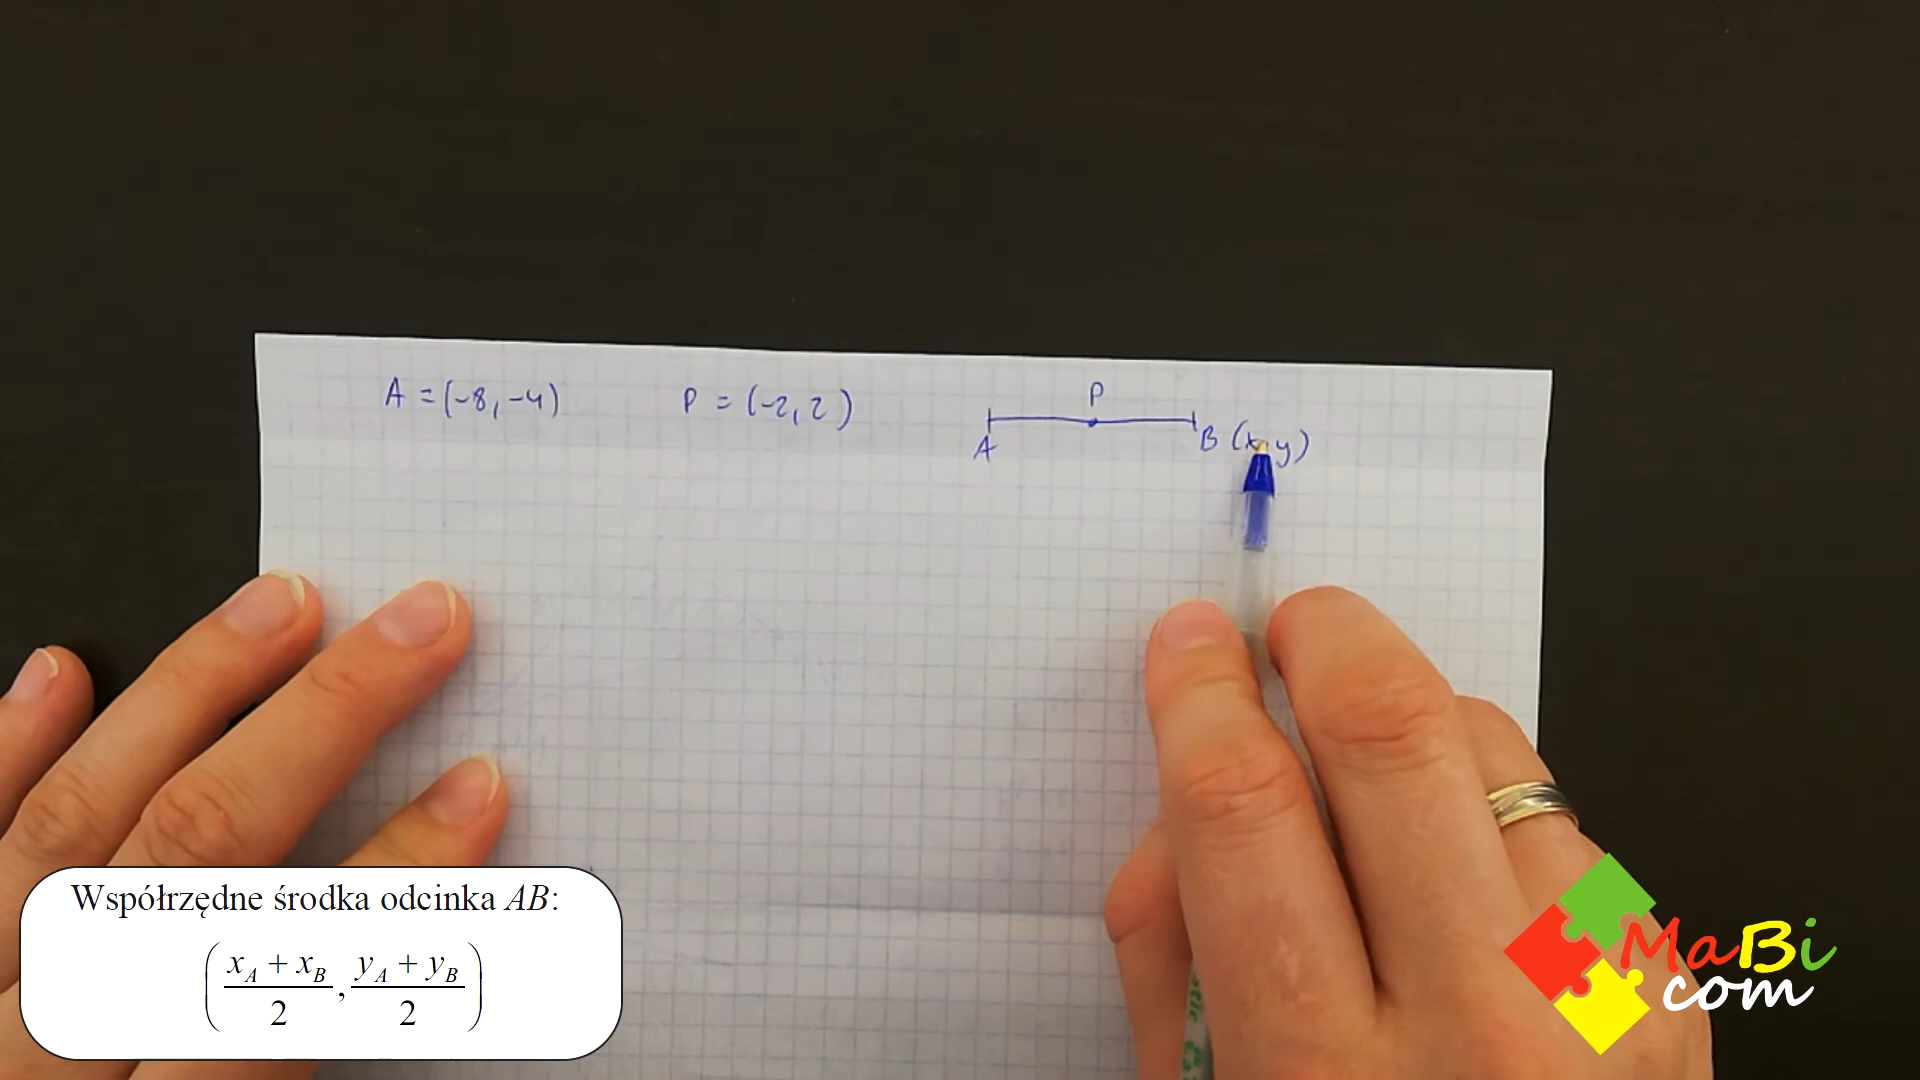 A = (-8, -4) P = (-2, 2) P
A B (x, y)
Współrzędne środka odcinka AB:
(x_A + x_B / 2, y_A + y_B / 2)
MaBi
com